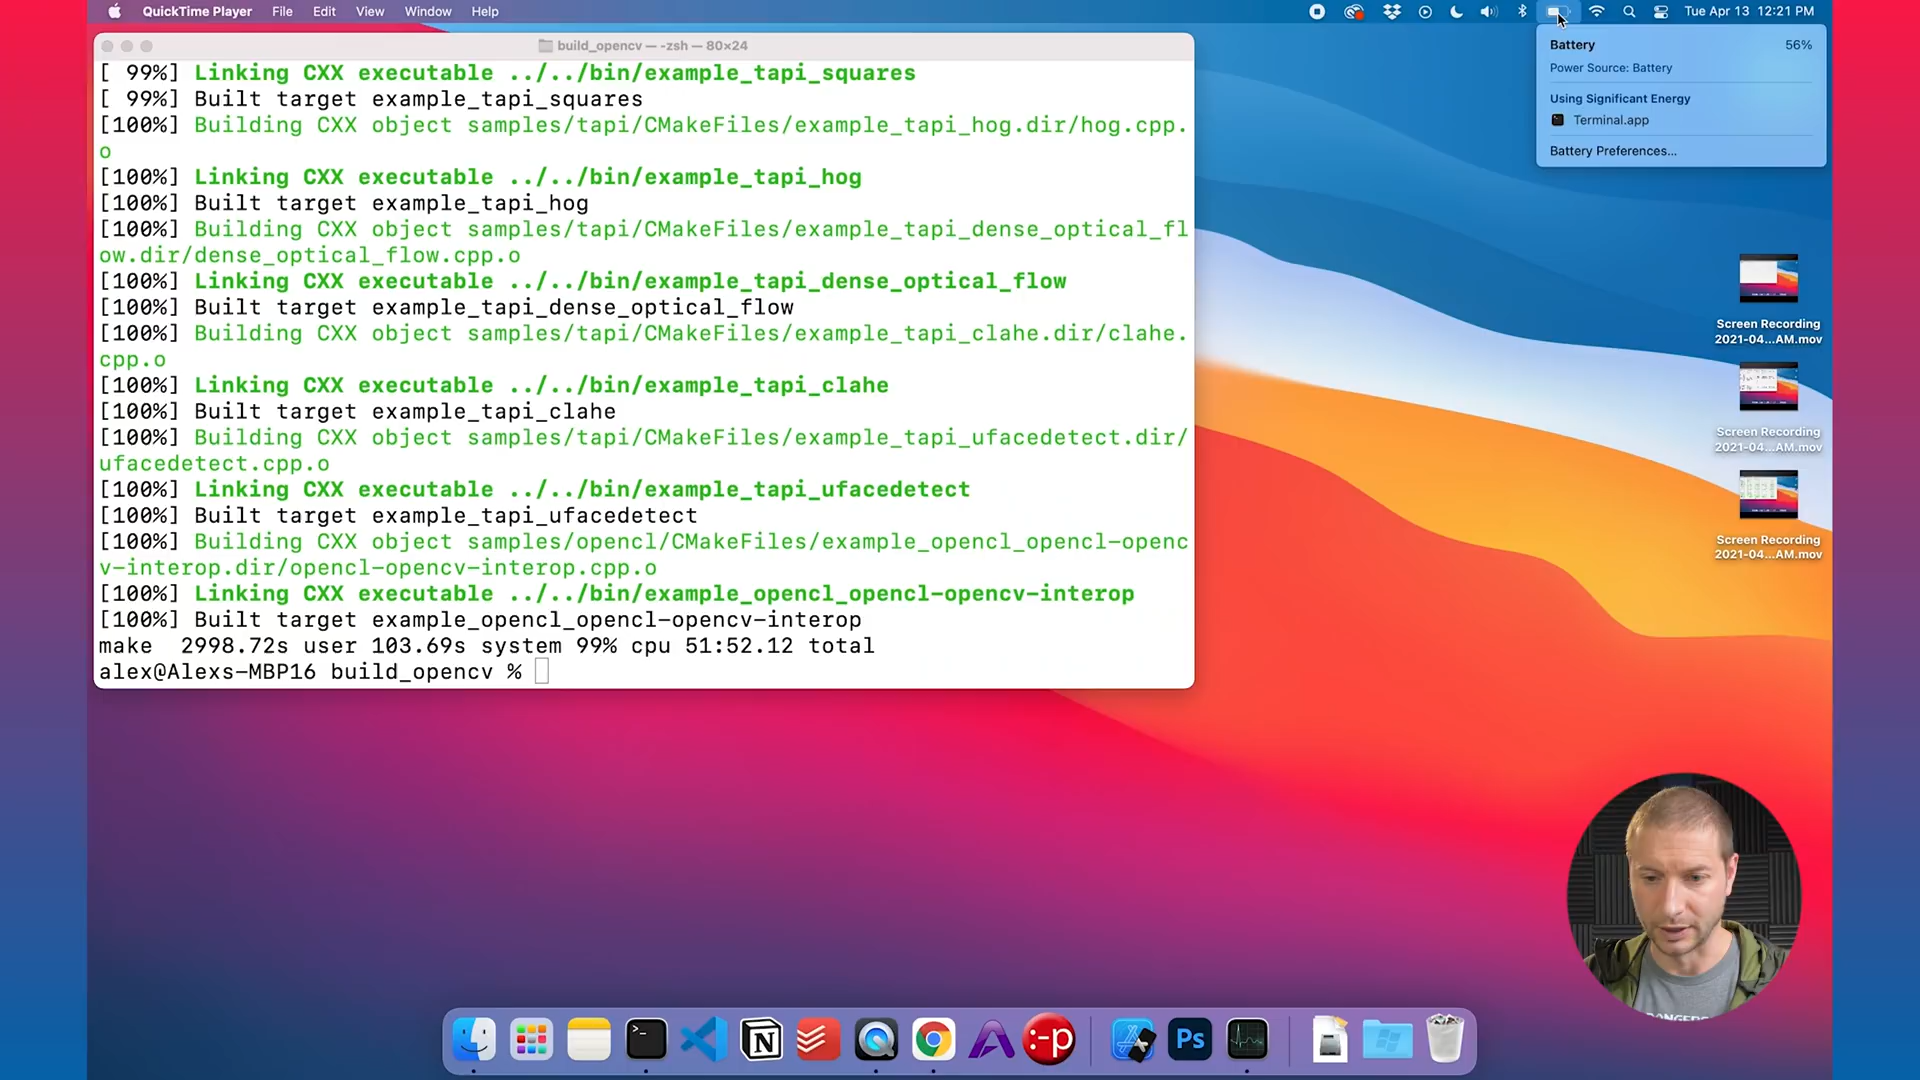 QuickTime Player File Edit View Window Help Tue Apr 13 12:21 PM
build_opencv — -zsh — 80×24
[ 99%] Linking CXX executable ../../bin/example_tapi_squares
[ 99%] Built target example_tapi_squares
[100%] Building CXX object samples/tapi/CMakeFiles/example_tapi_hog.dir/hog.cpp.
o
[100%] Linking CXX executable ../../bin/example_tapi_hog
[100%] Built target example_tapi_hog
[100%] Building CXX object samples/tapi/CMakeFiles/example_tapi_dense_optical_fl
ow.dir/dense_optical_flow.cpp.o
[100%] Linking CXX executable ../../bin/example_tapi_dense_optical_flow
[100%] Built target example_tapi_dense_optical_flow
[100%] Building CXX object samples/tapi/CMakeFiles/example_tapi_clahe.dir/clahe.
cpp.o
[100%] Linking CXX executable ../../bin/example_tapi_clahe
[100%] Built target example_tapi_clahe
[100%] Building CXX object samples/tapi/CMakeFiles/example_tapi_ufacedetect.dir/
ufacedetect.cpp.o
[100%] Linking CXX executable ../../bin/example_tapi_ufacedetect
[100%] Built target example_tapi_ufacedetect
[100%] Building CXX object samples/opencl/CMakeFiles/example_opencl_opencl-openc
v-interop.dir/opencl-opencv-interop.cpp.o
[100%] Linking CXX executable ../../bin/example_opencl_opencl-opencv-interop
[100%] Built target example_opencl_opencl-opencv-interop
make  2998.72s user 103.69s system 99% cpu 51:52.12 total
alex@Alexs-MBP16 build_opencv %
Battery 56%
Power Source: Battery
Using Significant Energy
Terminal.app
Battery Preferences...
Screen Recording
2021-04...AM.mov
Screen Recording
2021-04...AM.mov
Screen Recording
2021-04...AM.mov
:-p
Ps